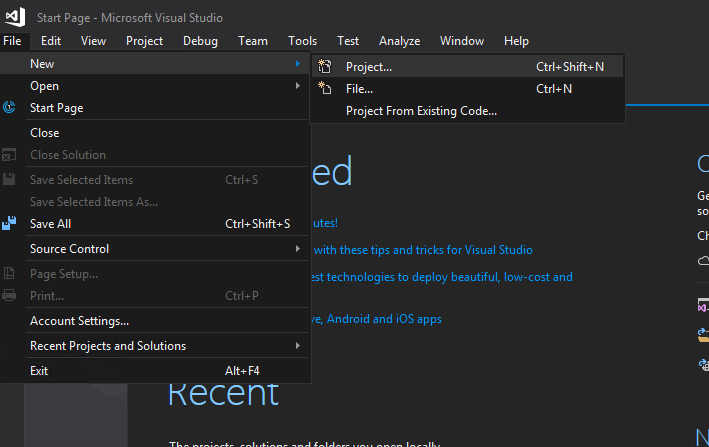 Start Page - Microsoft Visual Studio
File Edit View Project Debug Team Tools Test Analyze Window Help
New
Project... Ctrl+Shift+N
Open
File... Ctrl+N
Start Page
Project From Existing Code...
Close
Close Solution
Save Selected Items Ctrl+S
Save Selected Items As...
Save All Ctrl+Shift+S
Source Control
Page Setup...
Print... Ctrl+P
Account Settings...
Recent Projects and Solutions
Exit Alt+F4
ed
utes!
with these tips and tricks for Visual Studio
est technologies to deploy beautiful, low-cost and
ve, Android and iOS apps
Recent
The projects, solutions and folders you open locally
Ge
so
Ch
N